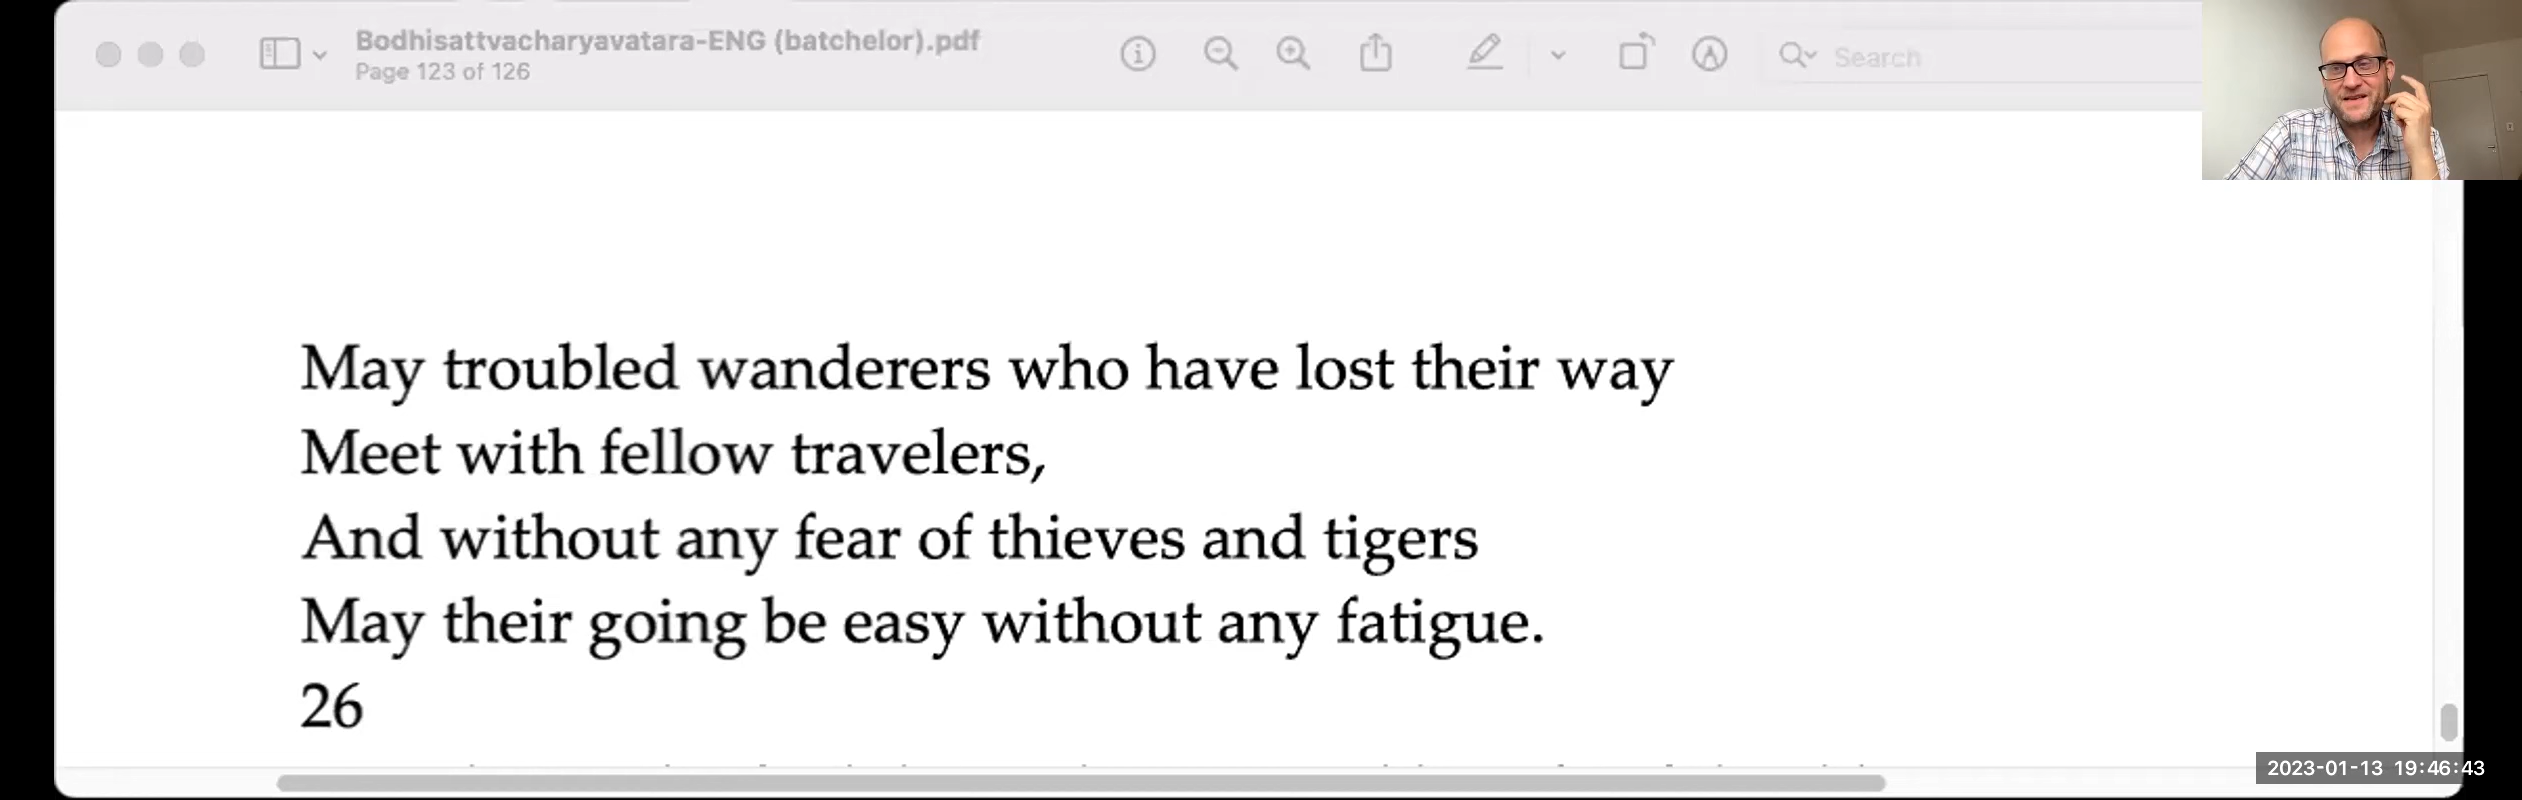 Bodhisattvacharyavatara-ENG (batchelor).pdf
Page 123 of 126
Search
May troubled wanderers who have lost their way
Meet with fellow travelers,
And without any fear of thieves and tigers
May their going be easy without any fatigue.
26
2023-01-13 19:46:43